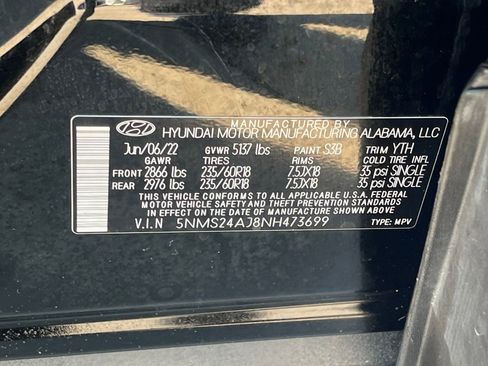 MANUFACTURED BY
HYUNDAI MOTOR MANUFACTURING ALABAMA, LLC
Jun/06/22 GVWR 5137 lbs PAINT S3B TRIM YTH
GAWR TIRES RIMS COLD TIRE INFL
FRONT 2866 lbs 235/60R18 7.5JX18 35 psi SINGLE
REAR 2976 lbs 235/60R18 7.5JX18 35 psi SINGLE
THIS VEHICLE CONFORMS TO ALL APPLICABLE U.S.A. FEDERAL
MOTOR VEHICLE SAFETY AND THEFT PREVENTION STANDARDS
IN EFFECT ON THE DATE OF MANUFACTURE SHOWN ABOVE.
V.I.N 5NMS24AJ8NH473699 TYPE: MPV